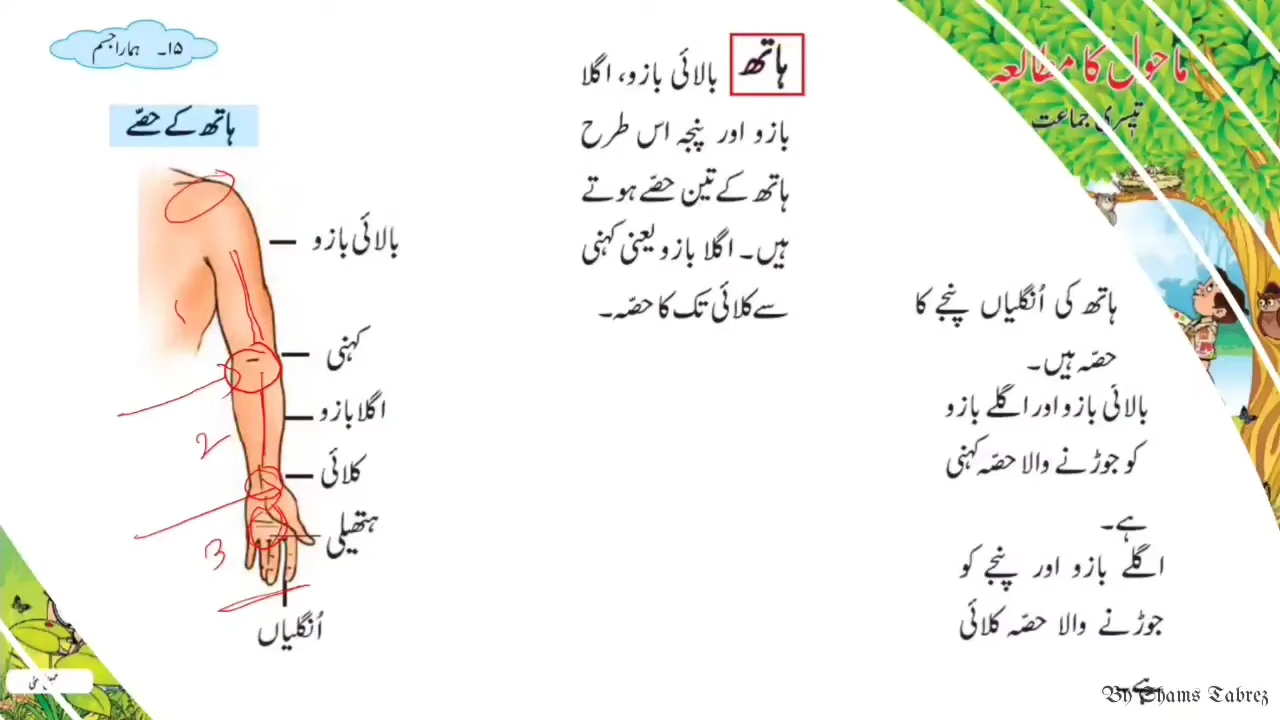 ماحول کا مطالعہ
تیسری جماعت
۱۵۔ ہمارا جسم
ہاتھ کے حصّے
بالائی بازو
کہنی
اگلا بازو
کلائی
ہتھیلی
اُنگلیاں
2
3
ہاتھ بالائی بازو، اگلا
بازو اور پنجہ اس طرح
ہاتھ کے تین حصّے ہوتے
ہیں۔ اگلا بازو یعنی کہنی
سے کلائی تک کا حصّہ۔
ہاتھ کی اُنگلیاں پنجے کا
حصّہ ہیں۔
بالائی بازو اور اگلے بازو
کو جوڑنے والا حصّہ کہنی
ہے۔
اگلے بازو اور پنجے کو
جوڑنے والا حصّہ کلائی
ہے۔
By Shams Tabrez